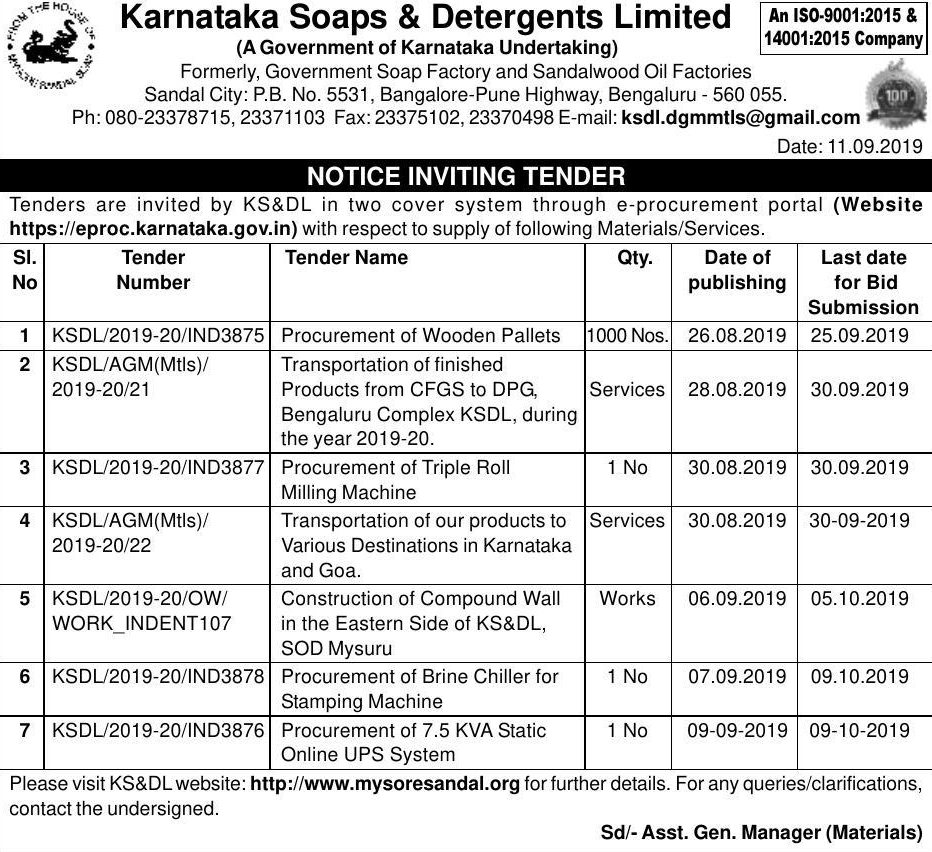 Karnataka Soaps & Detergents Limited
(A Government of Karnataka Undertaking)
An ISO-9001:2015 &
14001:2015 Company
Formerly, Government Soap Factory and Sandalwood Oil Factories
Sandal City: P.B. No. 5531, Bangalore-Pune Highway, Bengaluru - 560 055.
Ph: 080-23378715, 23371103 Fax: 23375102, 23370498 E-mail: ksdl.dgmmtls@gmail.com
100
Date: 11.09.2019
NOTICE INVITING TENDER
Tenders are invited by KS&DL in two cover system through e-procurement portal (Website
https://eproc.karnataka.gov.in) with respect to supply of following Materials/Services.
Sl. No Tender Number Tender Name Qty. Date of publishing Last date for Bid Submission
1 KSDL/2019-20/IND3875 Procurement of Wooden Pallets 1000 Nos. 26.08.2019 25.09.2019
2 KSDL/AGM(Mtls)/ Transportation of finished
2019-20/21 Products from CFGS to DPG, Services 28.08.2019 30.09.2019
Bengaluru Complex KSDL, during
the year 2019-20.
3 KSDL/2019-20/IND3877 Procurement of Triple Roll 1 No 30.08.2019 30.09.2019
Milling Machine
4 KSDL/AGM(Mtls)/ Transportation of our products to Services 30.08.2019 30-09-2019
2019-20/22 Various Destinations in Karnataka
and Goa.
5 KSDL/2019-20/OW/ Construction of Compound Wall Works 06.09.2019 05.10.2019
WORK_INDENT107 in the Eastern Side of KS&DL,
SOD Mysuru
6 KSDL/2019-20/IND3878 Procurement of Brine Chiller for 1 No 07.09.2019 09.10.2019
Stamping Machine
7 KSDL/2019-20/IND3876 Procurement of 7.5 KVA Static 1 No 09-09-2019 09-10-2019
Online UPS System
Please visit KS&DL website: http://www.mysoresandal.org for further details. For any queries/clarifications,
contact the undersigned.
Sd/- Asst. Gen. Manager (Materials)